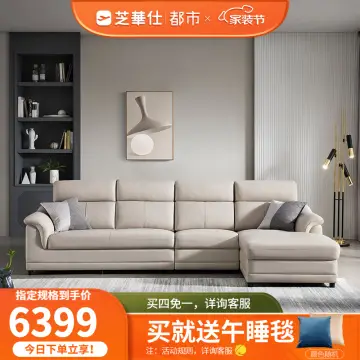 芝華仕 都市 × 家装节
指定规格到手价
6399
今日下单立享!
买四免一，详询客服
买就送午睡毯
注：活动细则，详询客服!
颜色随机